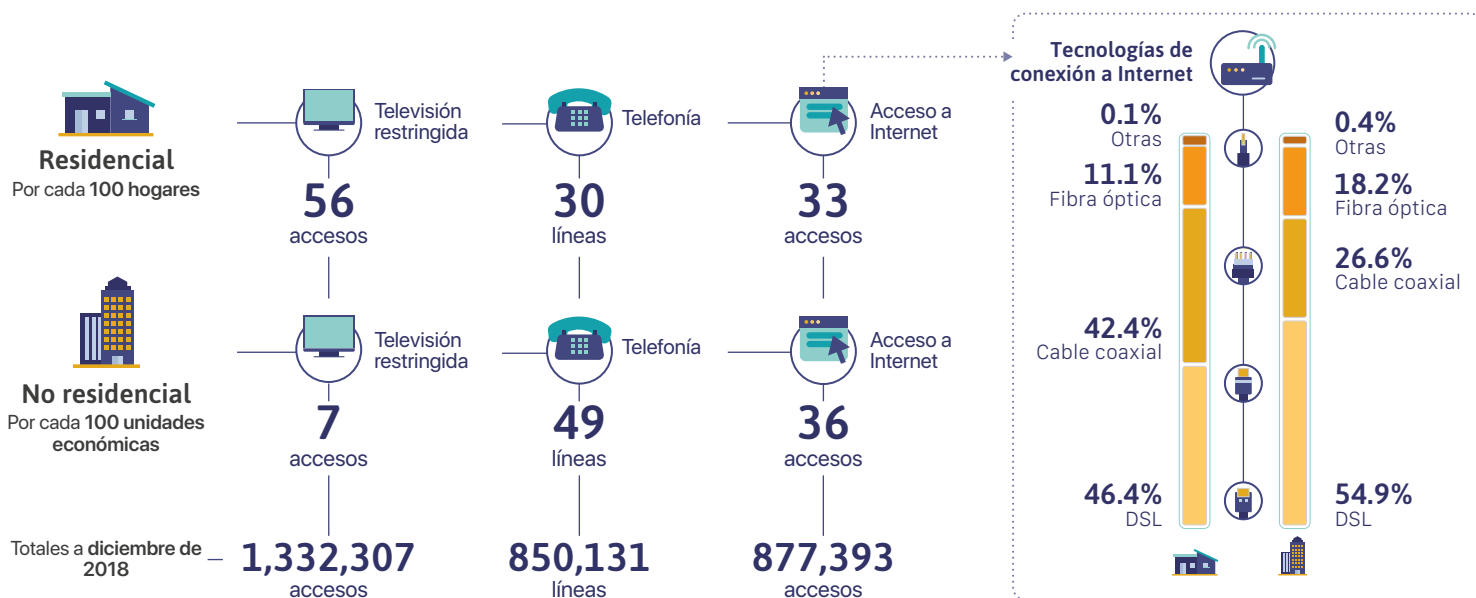 Residencial
Por cada 100 hogares
Televisión
restringida
56
accesos
Telefonía
30
líneas
Acceso a
Internet
33
accesos
No residencial
Por cada 100 unidades
económicas
Televisión
restringida
7
accesos
Telefonía
49
líneas
Acceso a
Internet
36
accesos
Totales a diciembre de
2018
1,332,307
accesos
850,131
líneas
877,393
accesos
Tecnologías de
conexión a Internet
0.1%
Otras
11.1%
Fibra óptica
42.4%
Cable coaxial
46.4%
DSL
0.4%
Otras
18.2%
Fibra óptica
26.6%
Cable coaxial
54.9%
DSL